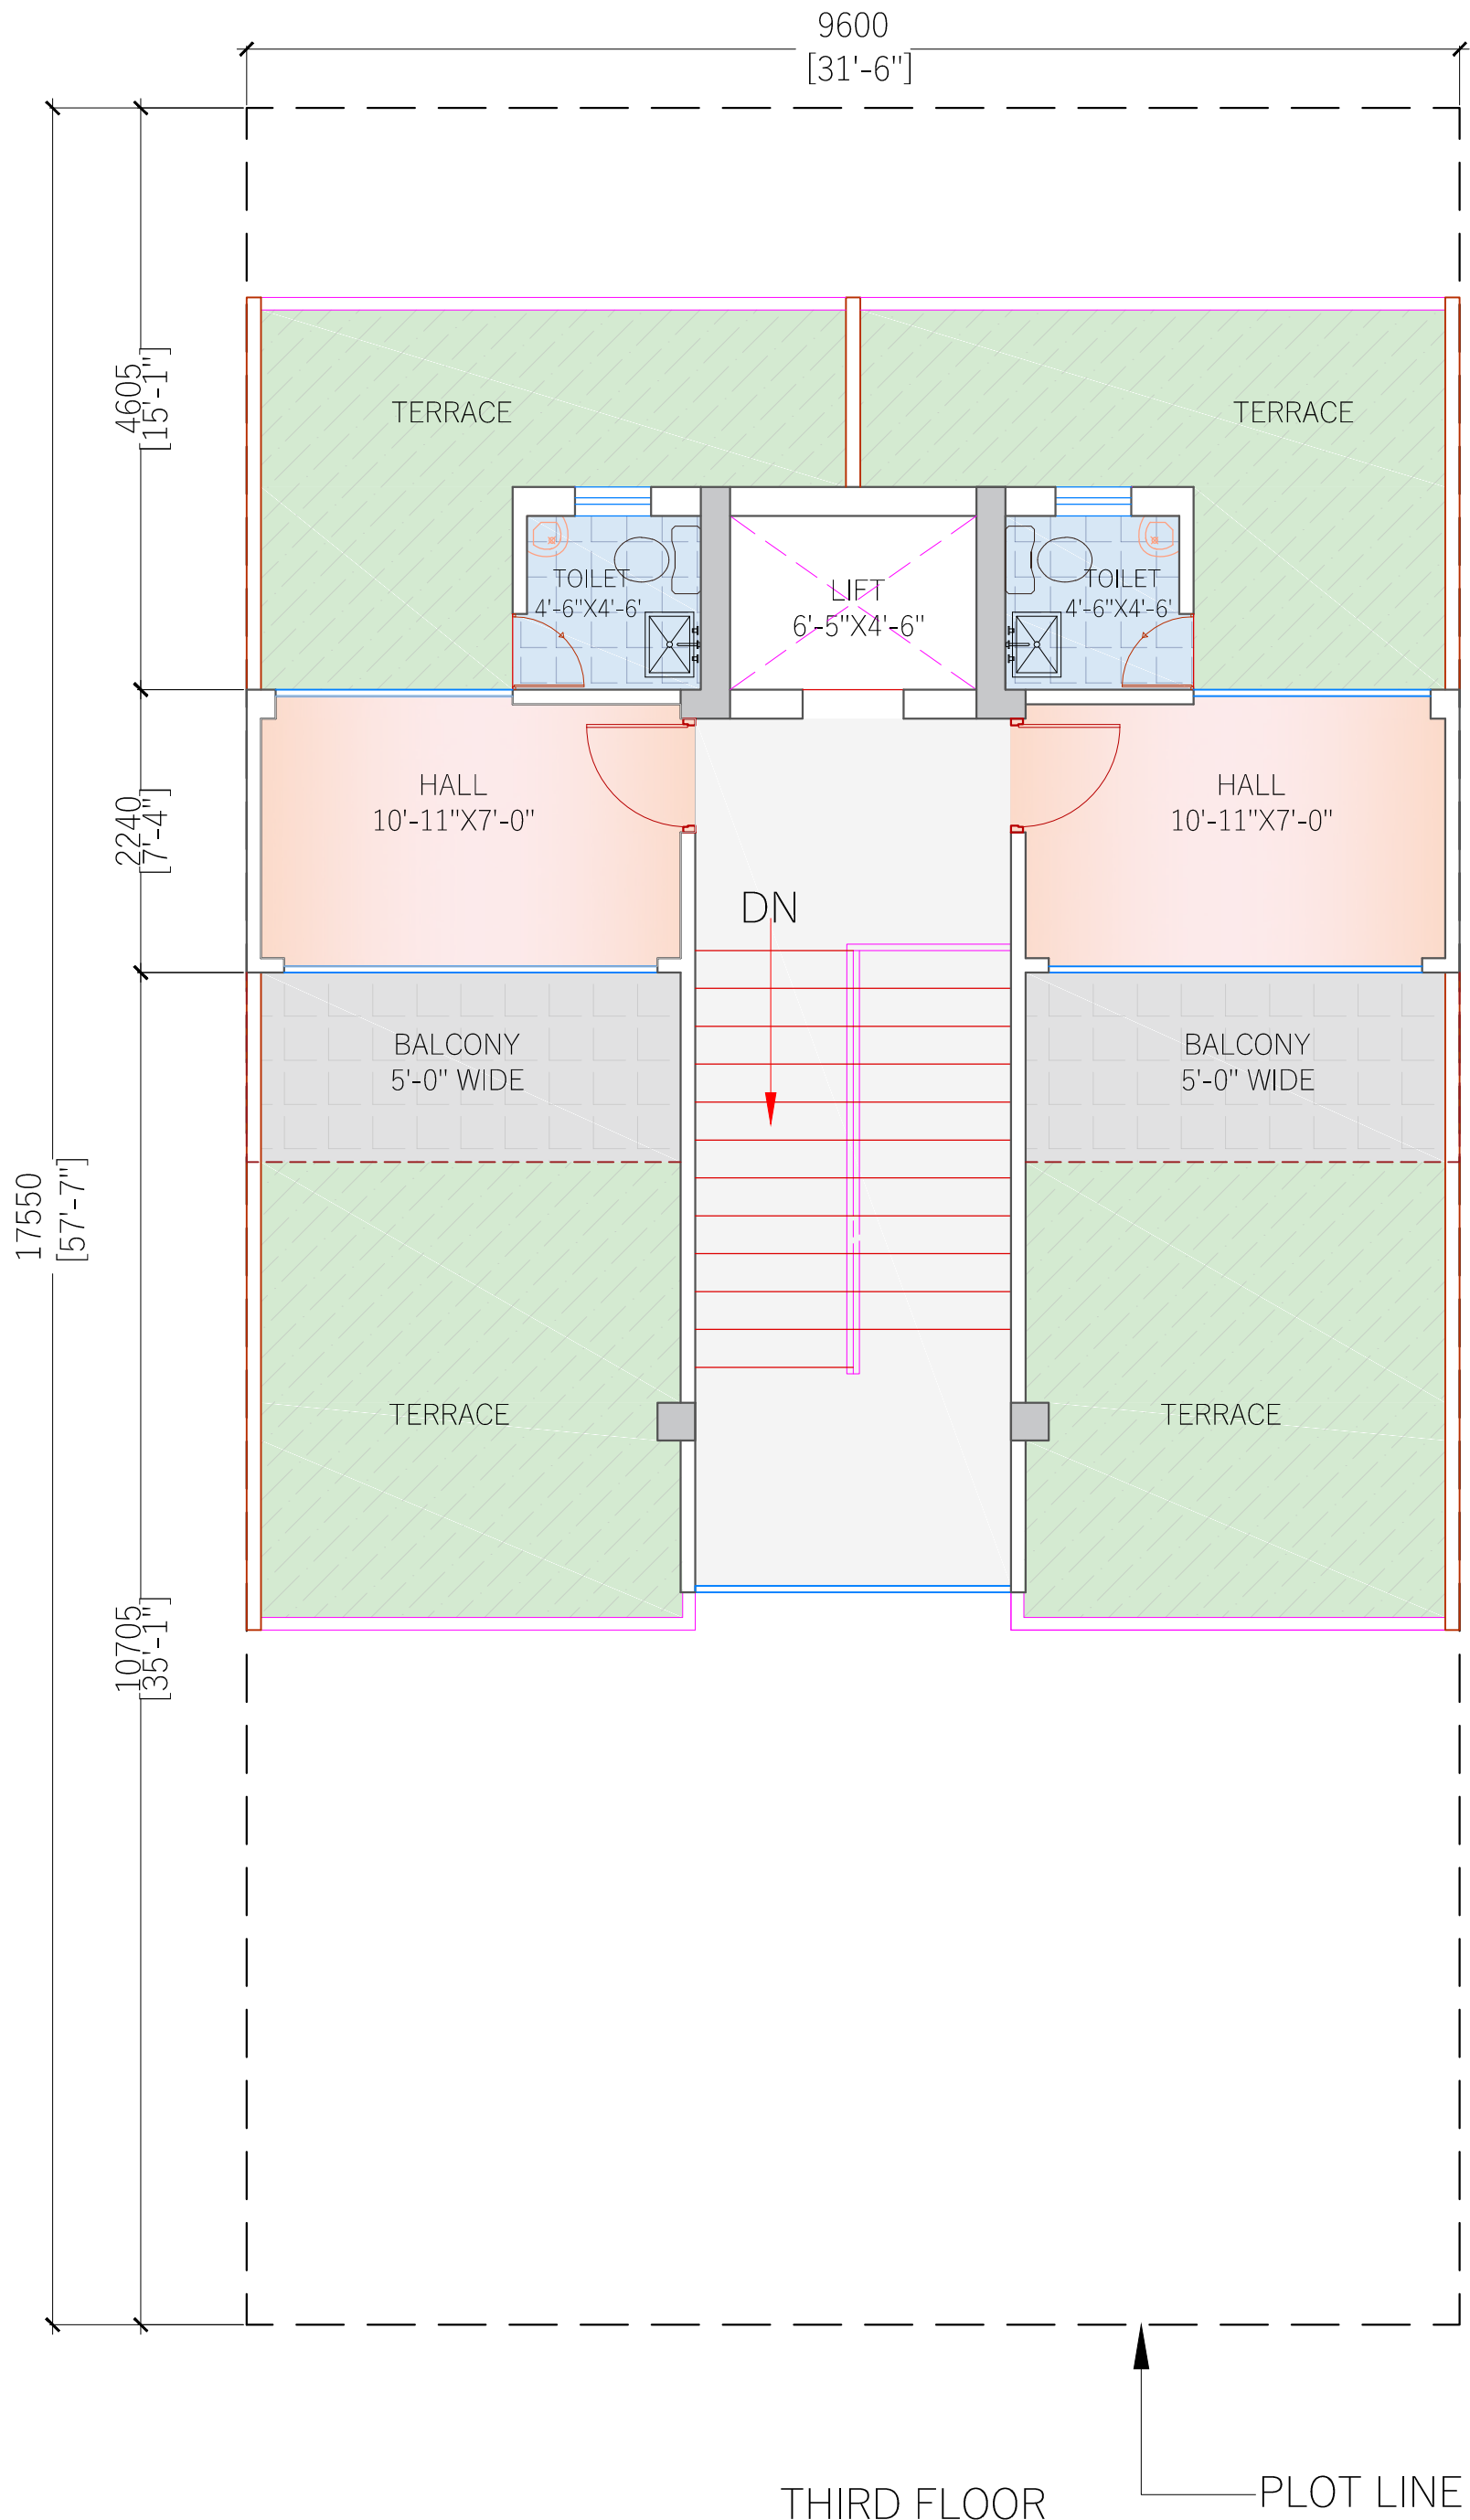 9600
[31'-6"]
TERRACE
TERRACE
4605
[15'-1"]
TOILET
4'-6"X4'-6'
LIFT
6'-5"X4'-6"
TOILET
4'-6"X4'-6'
HALL
10'-11"X7'-0"
HALL
10'-11"X7'-0"
2240
[7'-4"]
DN
BALCONY
5'-0" WIDE
BALCONY
5'-0" WIDE
17550
[57'-7"]
TERRACE
TERRACE
10705
[35'-1"]
PLOT LINE
THIRD FLOOR